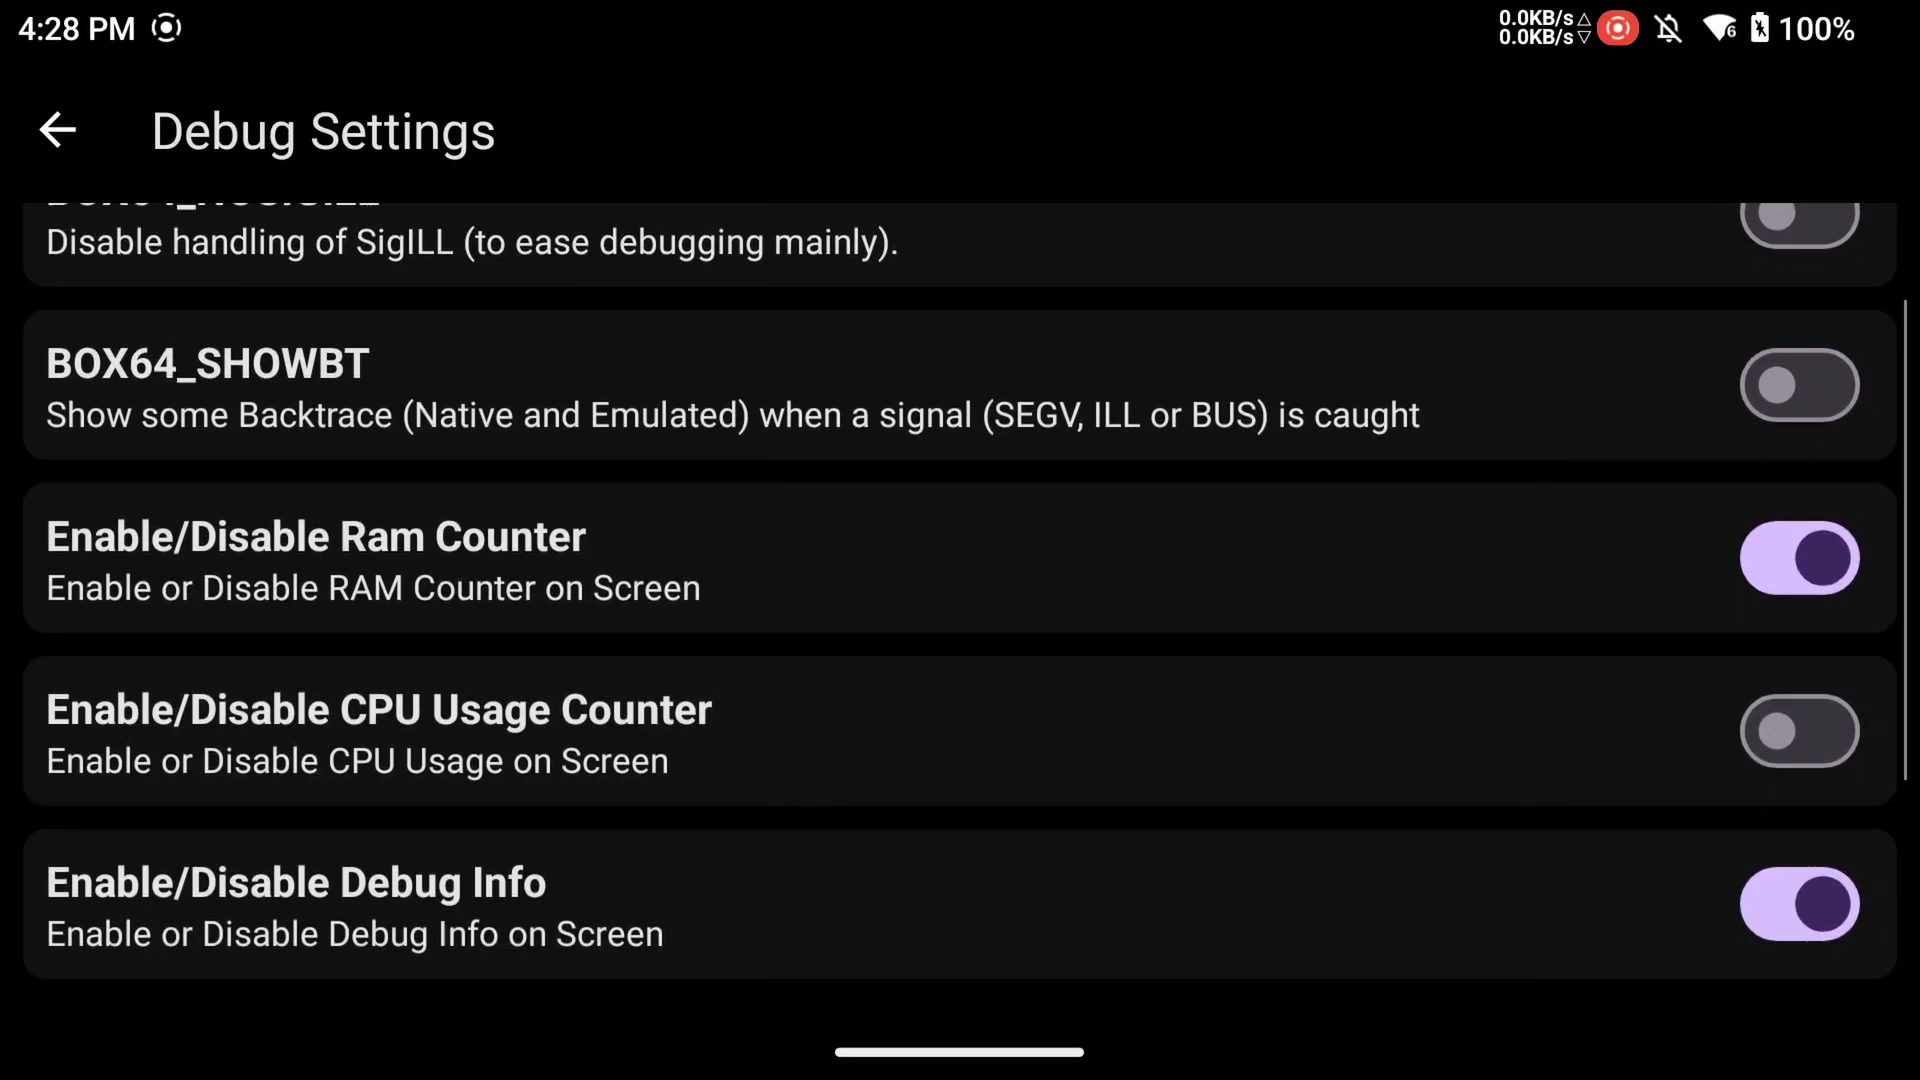 4:28 PM
0.0KB/s
0.0KB/s
6
100%
Debug Settings
Disable handling of SigILL (to ease debugging mainly).
BOX64_SHOWBT
Show some Backtrace (Native and Emulated) when a signal (SEGV, ILL or BUS) is caught
Enable/Disable Ram Counter
Enable or Disable RAM Counter on Screen
Enable/Disable CPU Usage Counter
Enable or Disable CPU Usage on Screen
Enable/Disable Debug Info
Enable or Disable Debug Info on Screen